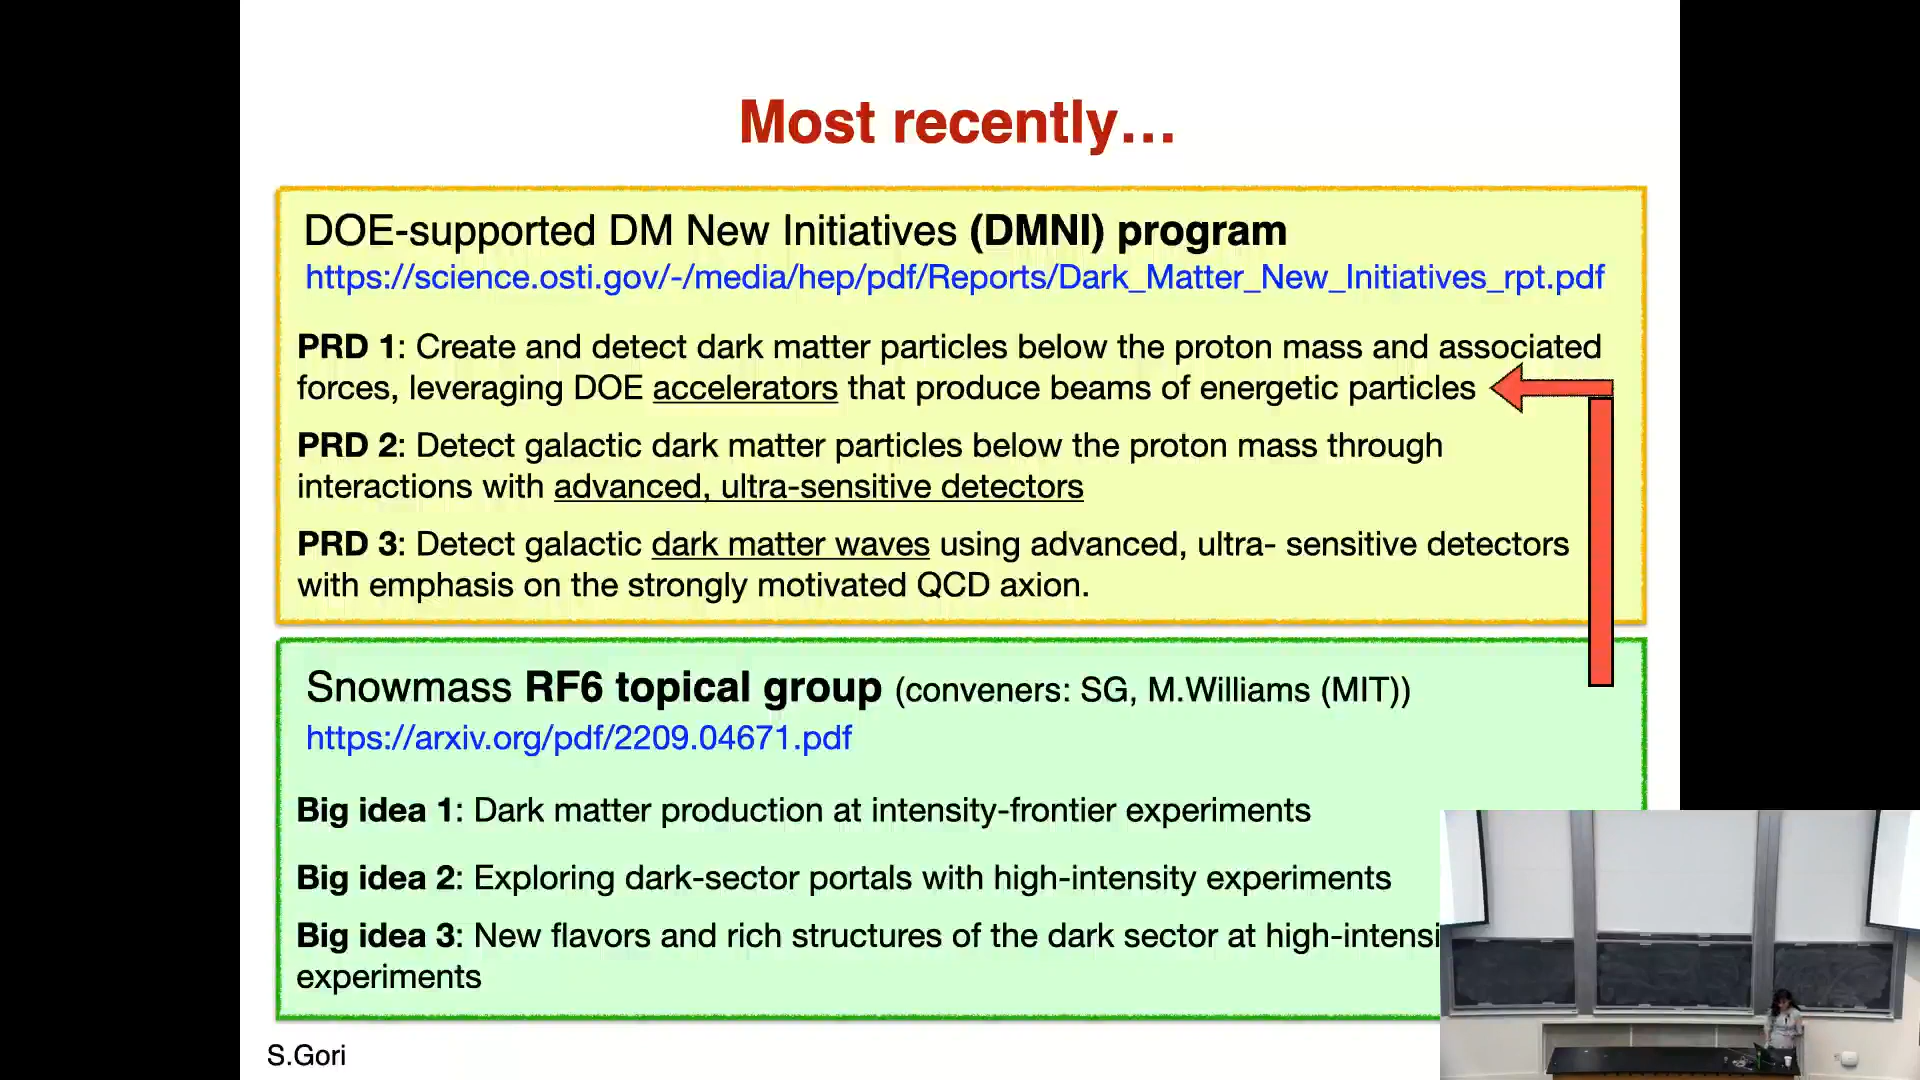 Most recently…
DOE-supported DM New Initiatives (DMNI) program
https://science.osti.gov/-/media/hep/pdf/Reports/Dark_Matter_New_Initiatives_rpt.pdf
PRD 1: Create and detect dark matter particles below the proton mass and associated
forces, leveraging DOE accelerators that produce beams of energetic particles
PRD 2: Detect galactic dark matter particles below the proton mass through
interactions with advanced, ultra-sensitive detectors
PRD 3: Detect galactic dark matter waves using advanced, ultra- sensitive detectors
with emphasis on the strongly motivated QCD axion.
Snowmass RF6 topical group (conveners: SG, M.Williams (MIT))
https://arxiv.org/pdf/2209.04671.pdf
Big idea 1: Dark matter production at intensity-frontier experiments
Big idea 2: Exploring dark-sector portals with high-intensity experiments
Big idea 3: New flavors and rich structures of the dark sector at high-intensi
experiments
S.Gori